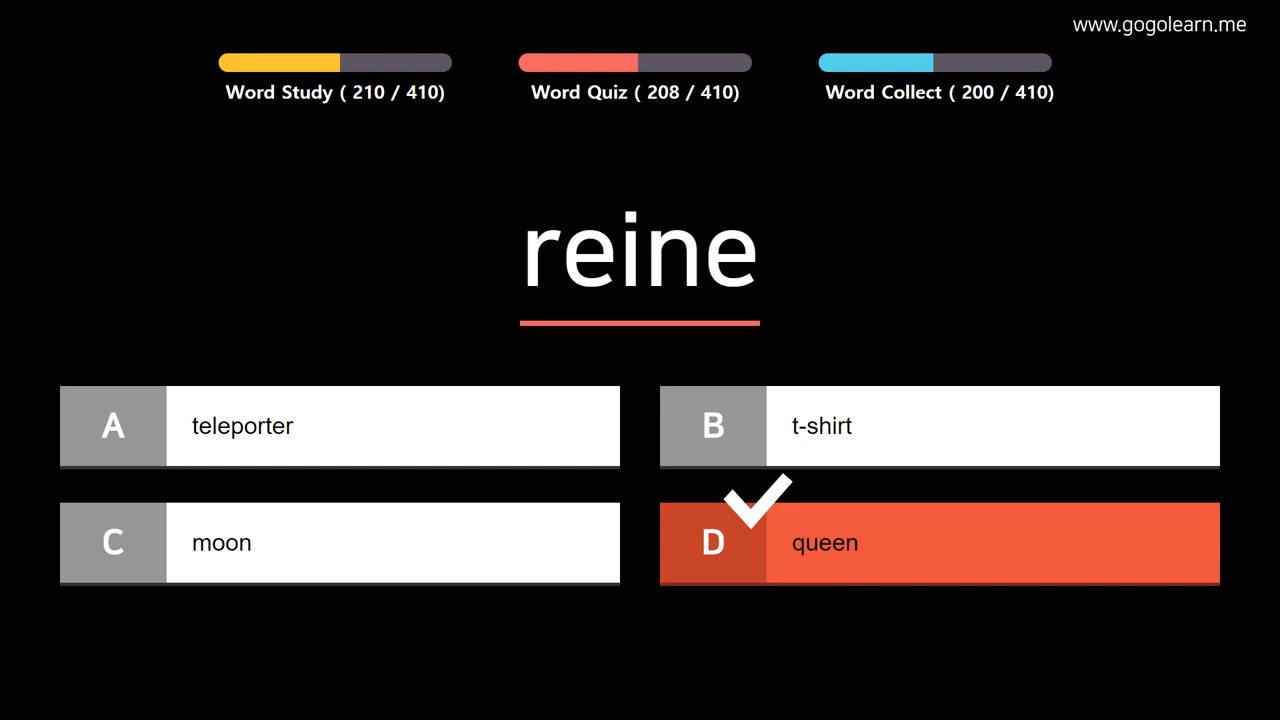 www.gogolearn.me
Word Study ( 210 / 410)
Word Quiz ( 208 / 410)
Word Collect ( 200 / 410)
reine
A teleporter
B t-shirt
C moon
D queen